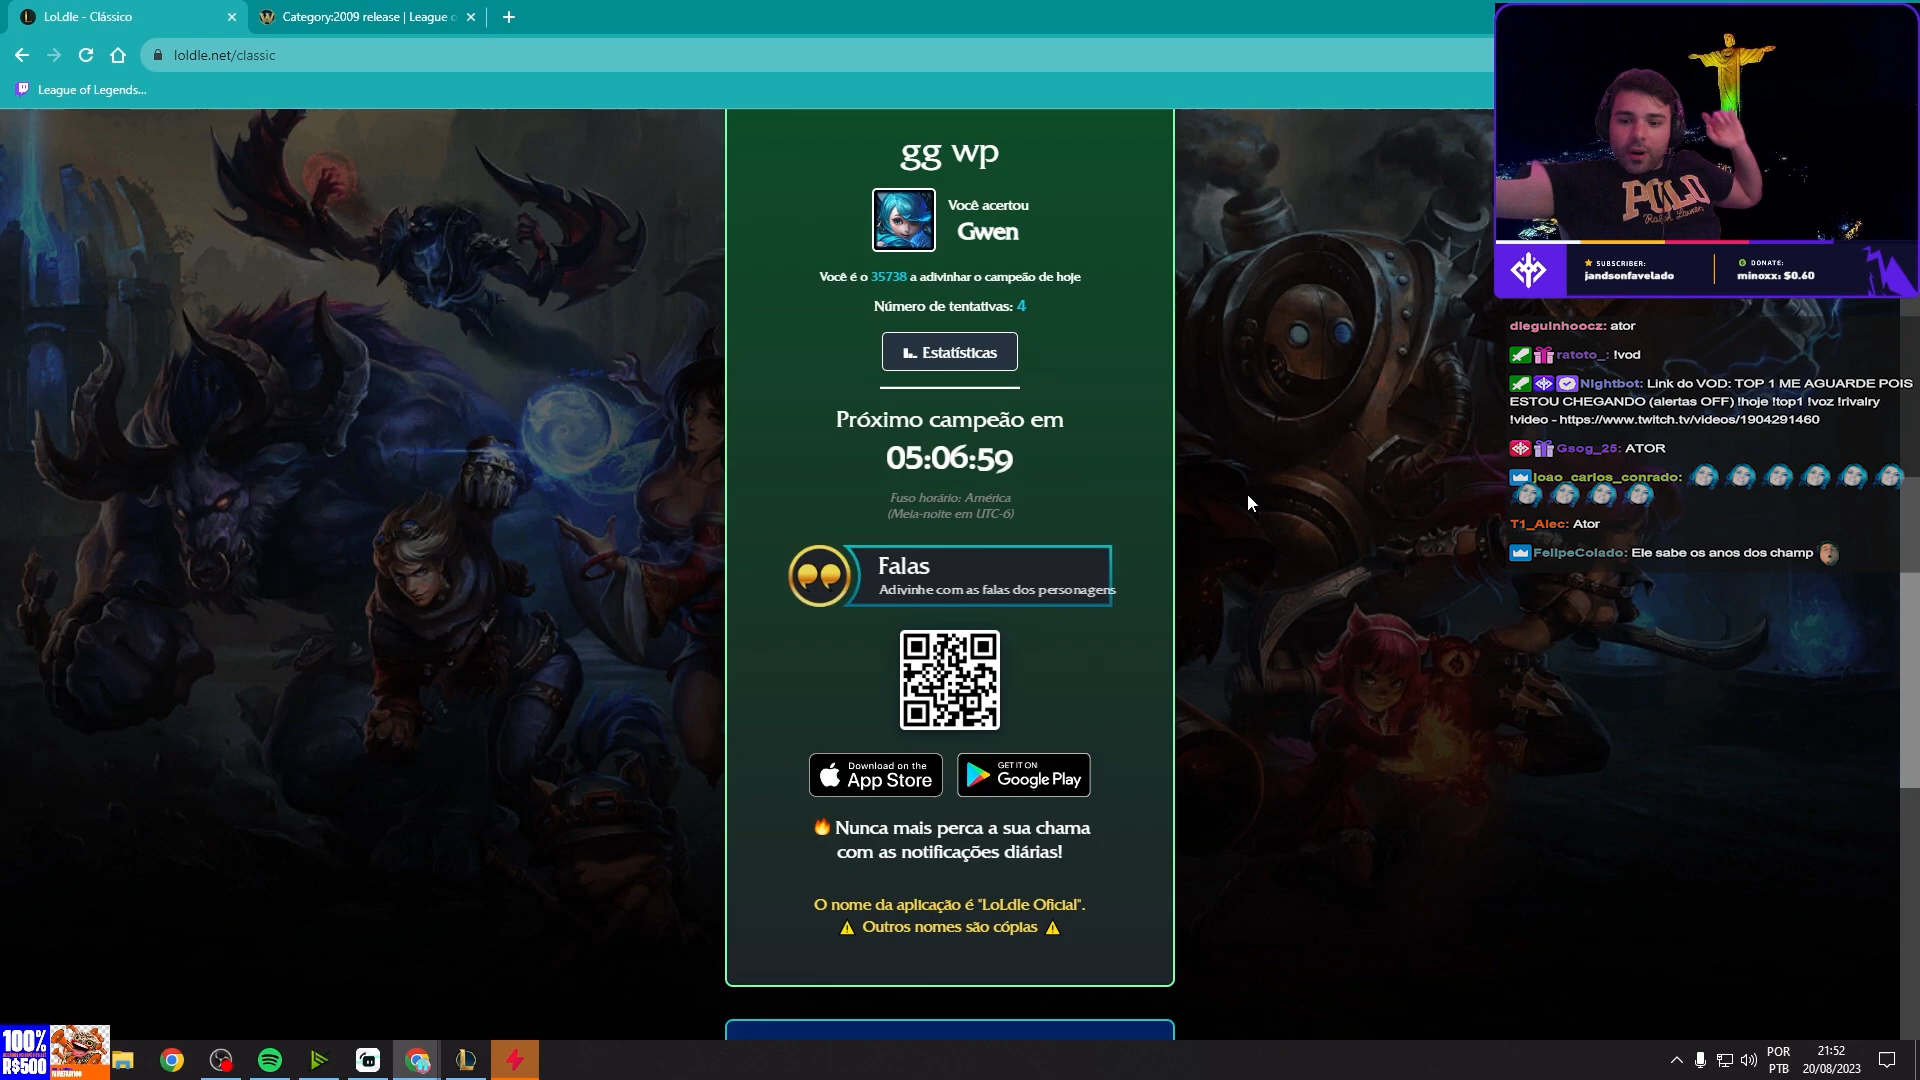 LoLdle - Clássico
Category:2009 release | League o
loldle.net/classic
League of Legends...
gg wp
Você acertou
Gwen
Você é o 35738 a adivinhar o campeão de hoje
Número de tentativas: 4
Estatísticas
Próximo campeão em
05:06:59
Fuso horário: América
(Meia-noite em UTC-6)
Falas
Adivinhe com as falas dos personagens
Download on the
App Store
GET IT ON
Google Play
🔥 Nunca mais perca a sua chama
com as notificações diárias!
O nome da aplicação é "LoLdle Oficial".
⚠ Outros nomes são cópias ⚠
POLO
Ralph Lauren
SUBSCRIBER:
jandsonfavelado
DONATE:
minoxx: $0.60
dieguinhoocz: ator
ratoto_: !vod
Nightbot: Link do VOD: TOP 1 ME AGUARDE POIS
ESTOU CHEGANDO (alertas OFF) !hoje !top1 !voz !rivalry
!video - https://www.twitch.tv/videos/1904291460
Gsog_25: ATOR
joao_carlos_conrado:
T1_Alec: Ator
FelipeColado: Ele sabe os anos dos champ
100%
R$500
POR
PTB
21:52
20/08/2023